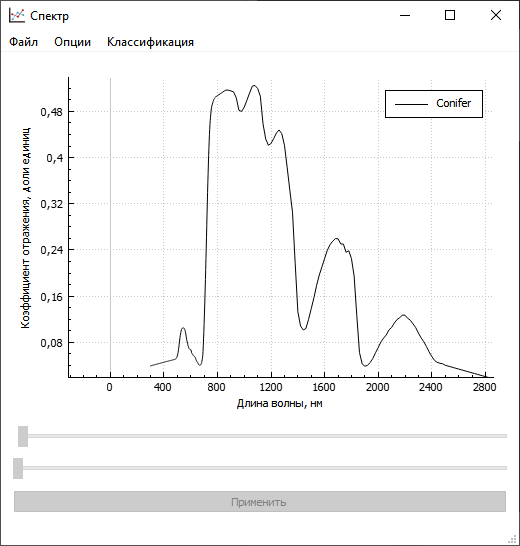 Спектр
Файл Опции Классификация
Conifer
Коэффициент отражения, доли единиц
0,48
0,4
0,32
0,24
0,16
0,08
0 400 800 1200 1600 2000 2400 2800
Длина волны, нм
Применить